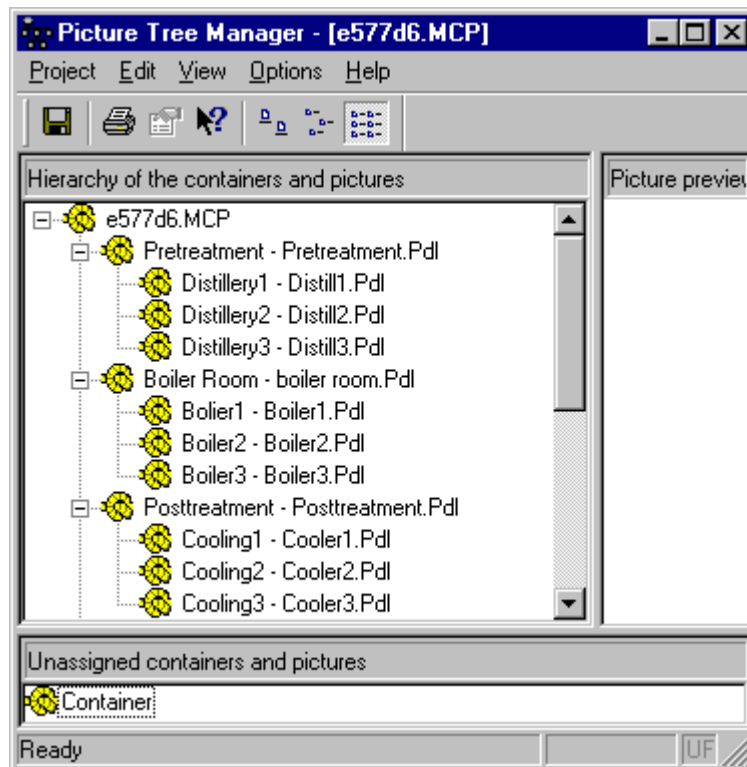 Picture Tree Manager - [e577d6.MCP]
Project Edit View Options Help
Hierarchy of the containers and pictures
Picture preview
e577d6.MCP
Pretreatment - Pretreatment.Pdl
Distillery1 - Distill1.Pdl
Distillery2 - Distill2.Pdl
Distillery3 - Distill3.Pdl
Boiler Room - boiler room.Pdl
Bolier1 - Boiler1.Pdl
Boiler2 - Boiler2.Pdl
Boiler3 - Boiler3.Pdl
Posttreatment - Posttreatment.Pdl
Cooling1 - Cooler1.Pdl
Cooling2 - Cooler2.Pdl
Cooling3 - Cooler3.Pdl
Unassigned containers and pictures
Container
Ready
UF